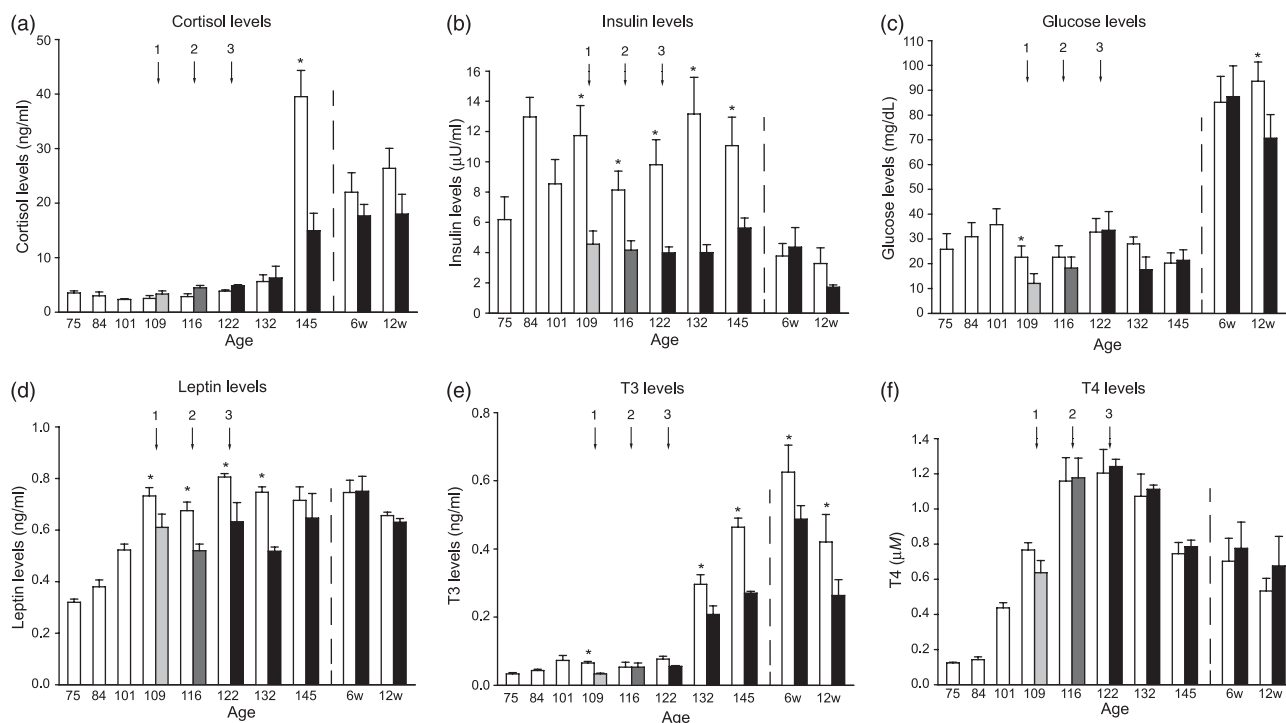 (a)
Cortisol levels
1 2 3
*
Cortisol levels (ng/ml)
50
40
30
20
10
0
75 84 101 109 116 122 132 145 6w 12w
Age
(b)
Insulin levels
1 2 3
* * * * *
Insulin levels (μU/ml)
16
14
12
10
8
6
4
2
0
75 84 101 109 116 122 132 145 6w 12w
Age
(c)
Glucose levels
1 2 3
* *
Glucose levels (mg/dL)
110
100
90
80
70
60
50
40
30
20
10
0
75 84 101 109 116 122 132 145 6w 12w
Age
(d)
Leptin levels
1 2 3
* * * *
Leptin levels (ng/ml)
1.0
0.8
0.6
0.4
0.2
0.0
75 84 101 109 116 122 132 145 6w 12w
Age
(e)
T3 levels
1 2 3
* * * * *
T3 levels (ng/ml)
0.8
0.6
0.4
0.2
0.0
75 84 101 109 116 122 132 145 6w 12w
Age
(f)
T4 levels
1 2 3
T4 (μM)
1.4
1.2
1.0
0.8
0.6
0.4
0.2
0.0
75 84 101 109 116 122 132 145 6w 12w
Age